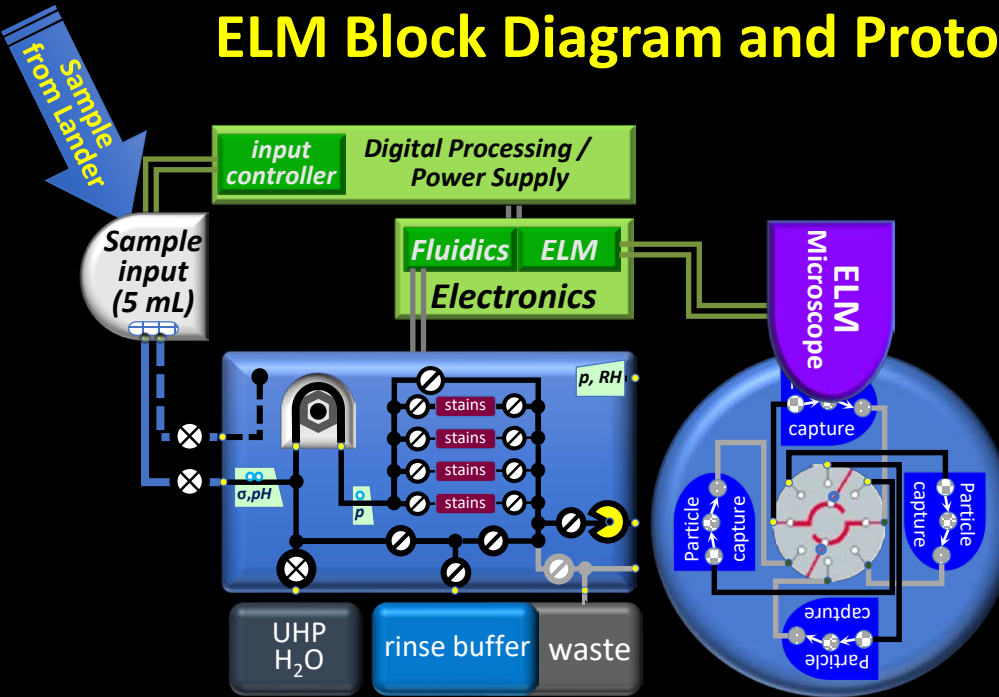 ELM Block Diagram and Proto
Sample
from Lander
input
controller
Digital Processing /
Power Supply
Sample
input
(5 mL)
Fluidics
ELM
Electronics
ELM
Microscope
p, RH
stains
stains
stains
stains
σ,pH
p
capture
Particle
capture
Particle
capture
Particle
capture
UHP
H₂O
rinse buffer
waste